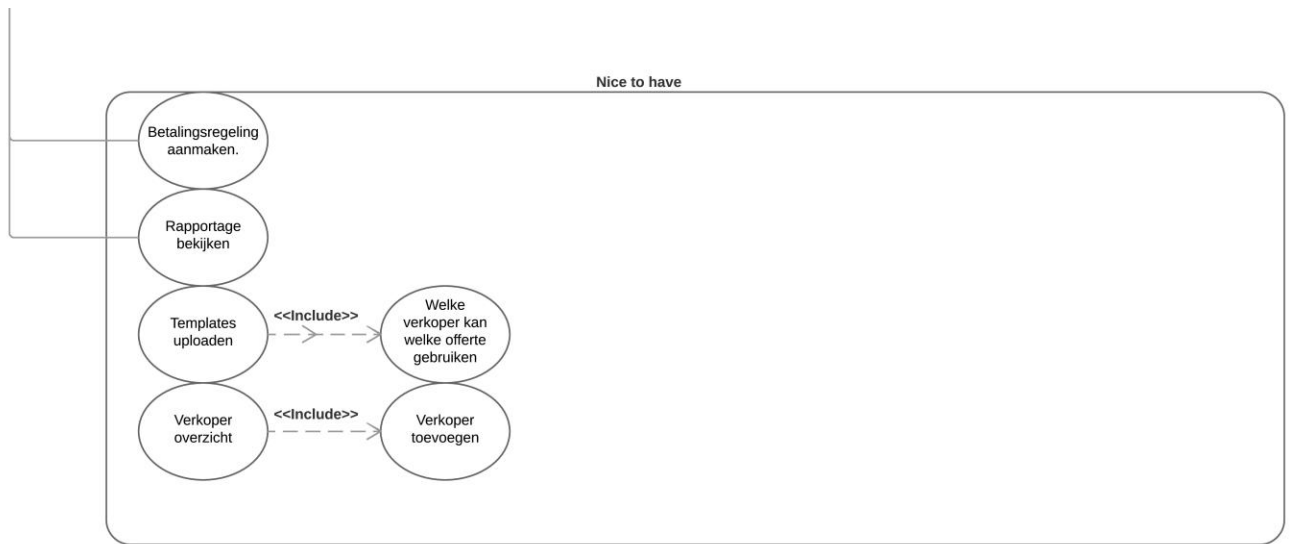 Nice to have
Betalingsregeling
aanmaken.
Rapportage
bekijken
Templates
uploaden
<<Include>>
Welke
verkoper kan
welke offerte
gebruiken
Verkoper
overzicht
<<Include>>
Verkoper
toevoegen